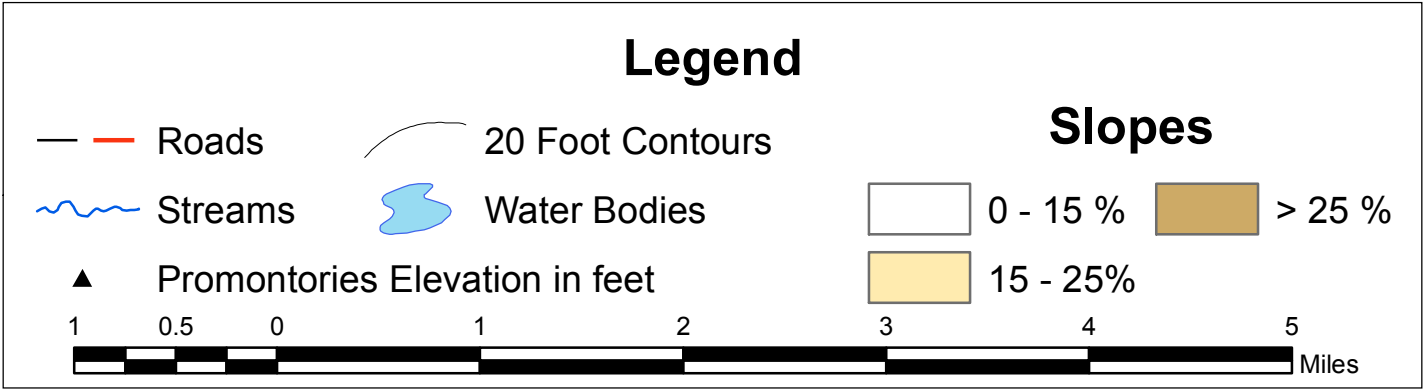 Legend
Roads
20 Foot Contours
Slopes
Streams
Water Bodies
0 - 15 %
> 25 %
Promontories Elevation in feet
15 - 25%
1 0.5 0 1 2 3 4 5
Miles